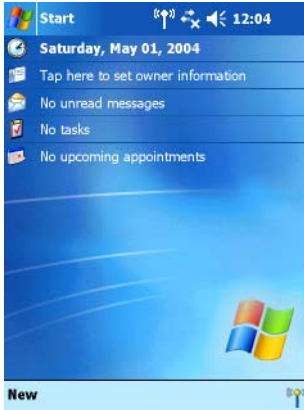 Start 12:04
Saturday, May 01, 2004
Tap here to set owner information
No unread messages
No tasks
No upcoming appointments
New